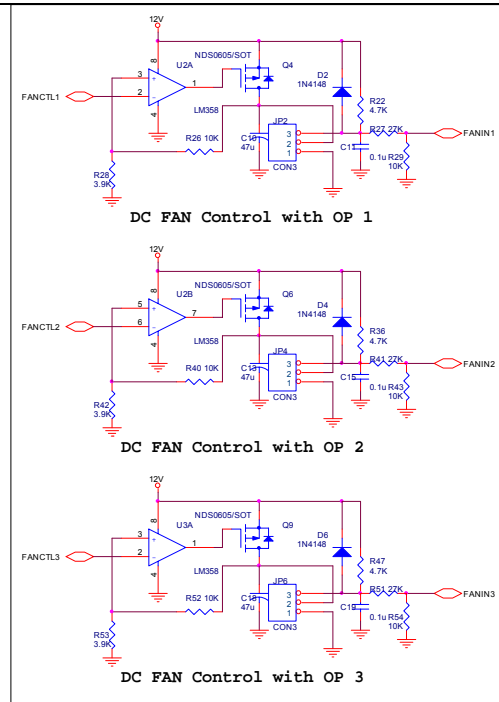 12V
NDS0605/SOT
U2A
Q4
8
3
2
1
4
FANCTL1
LM358
D2
1N4148
R22
4.7K
R26 10K
C10
47u
JP2
3
2
1
CON3
R27 27K
FANIN1
C11
0.1u
R29
10K
R28
3.9K
DC FAN Control with OP 1
12V
NDS0605/SOT
U2B
Q6
8
5
6
7
4
FANCTL2
LM358
D4
1N4148
R36
4.7K
R40 10K
C13
47u
JP4
3
2
1
CON3
R41 27K
FANIN2
C15
0.1u
R43
10K
R42
3.9K
DC FAN Control with OP 2
12V
NDS0605/SOT
U3A
Q9
8
3
2
1
4
FANCTL3
LM358
D6
1N4148
R47
4.7K
R52 10K
C18
47u
JP6
3
2
1
CON3
R51 27K
FANIN3
C19
0.1u
R54
10K
R53
3.9K
DC FAN Control with OP 3